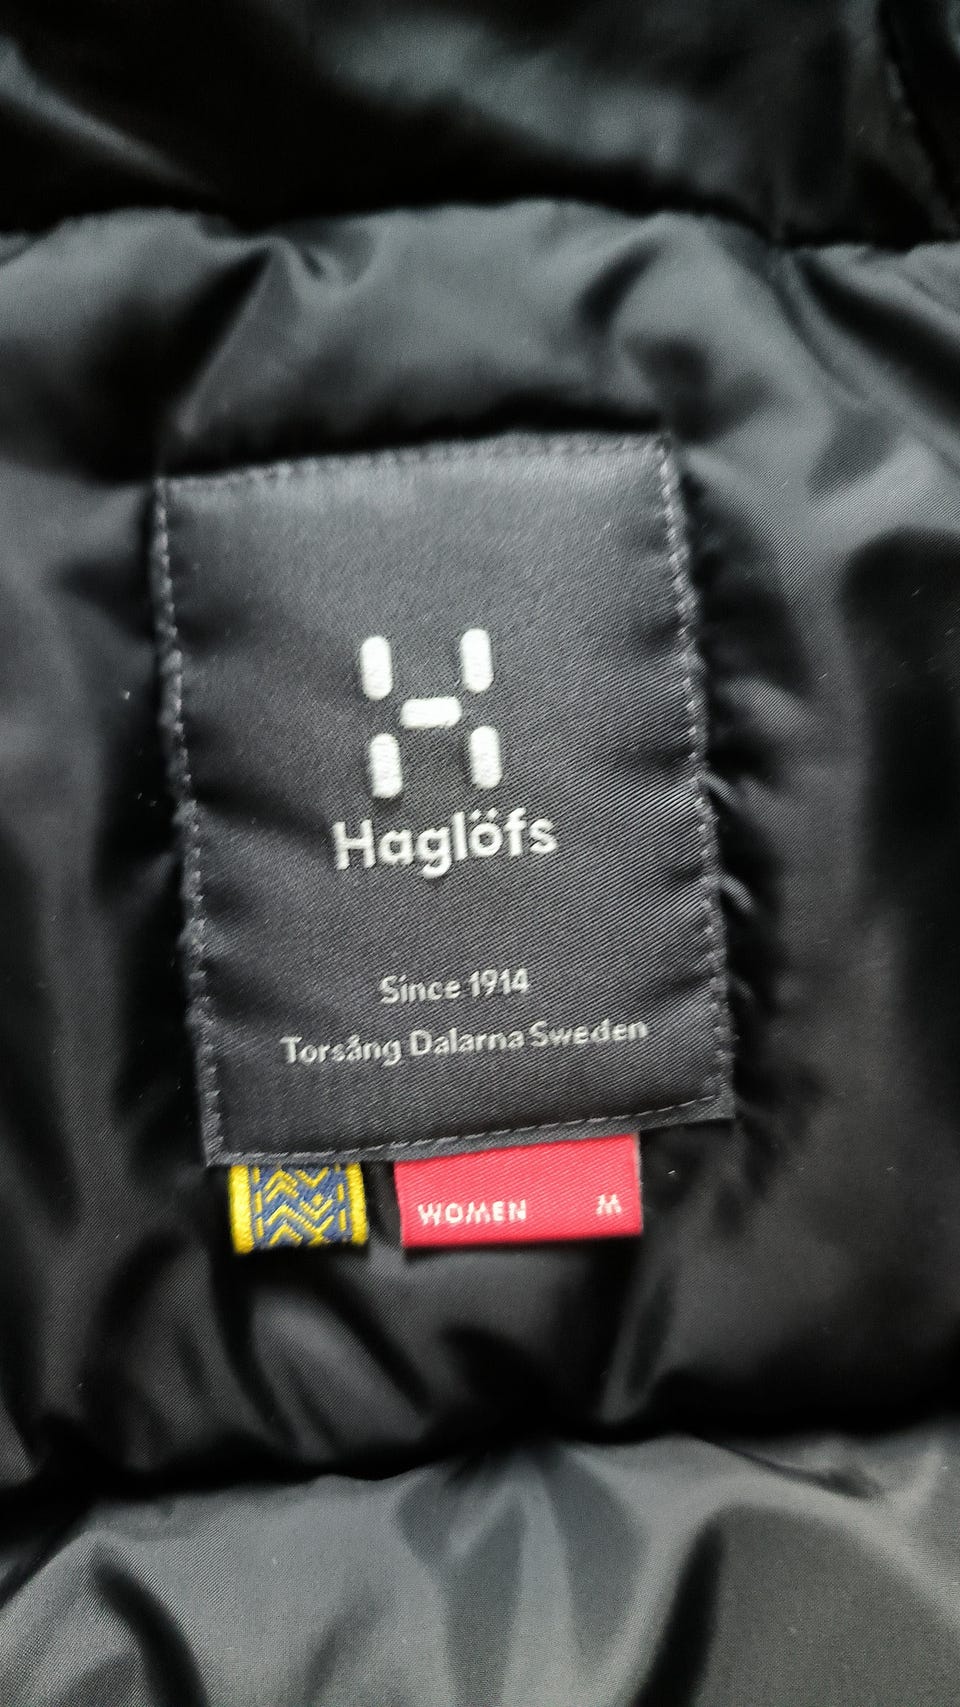 Haglöfs
Since 1914
Torsång Dalarna Sweden
WOMEN M